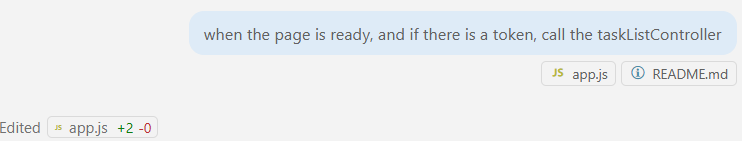 when the page is ready, and if there is a token, call the taskListController
JS app.js README.md
Edited JS app.js +2 -0